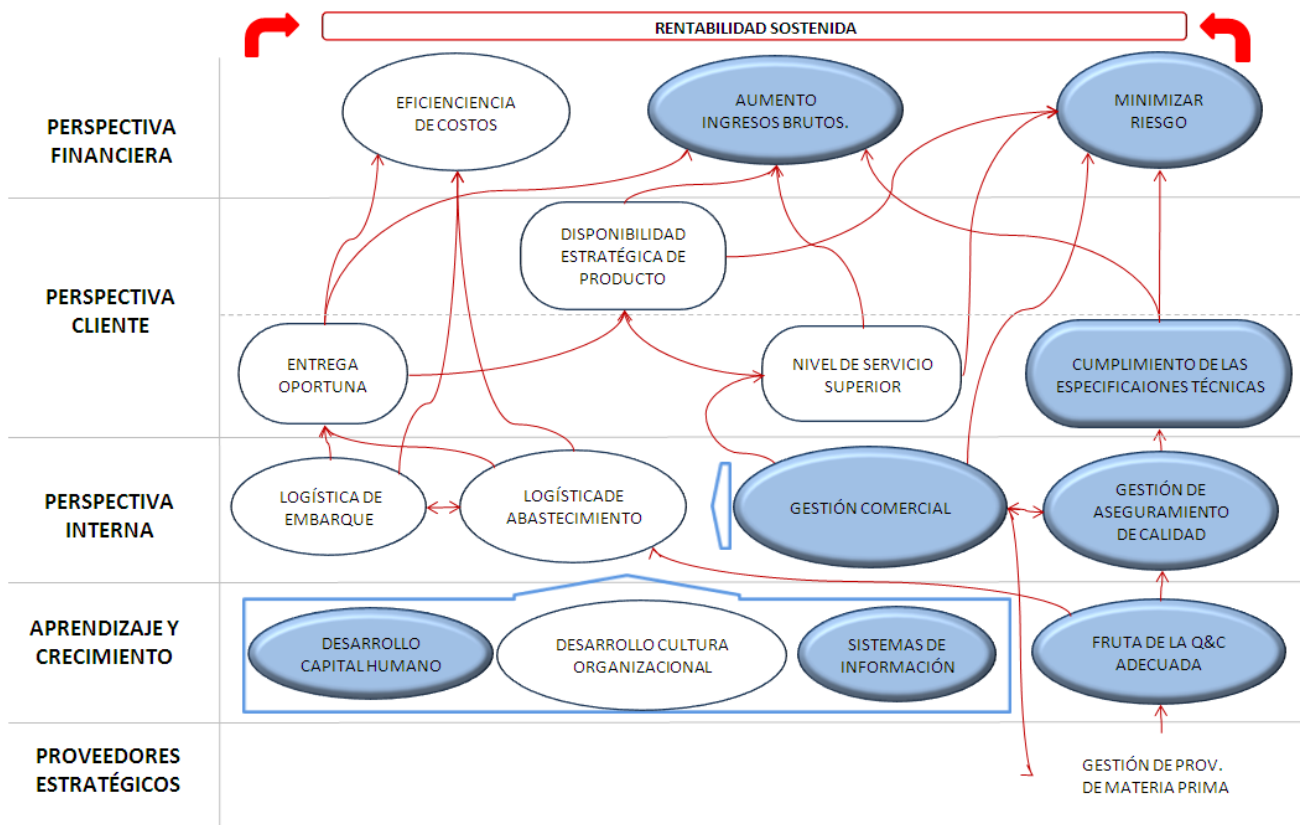 RENTABILIDAD SOSTENIDA
PERSPECTIVA
FINANCIERA
EFICIENCIENCIA
DE COSTOS
AUMENTO
INGRESOS BRUTOS.
MINIMIZAR
RIESGO
PERSPECTIVA
CLIENTE
DISPONIBILIDAD
ESTRATÉGICA DE
PRODUCTO
ENTREGA
OPORTUNA
NIVEL DE SERVICIO
SUPERIOR
CUMPLIMIENTO DE LAS
ESPECIFICAIONES TÉCNICAS
PERSPECTIVA
INTERNA
LOGÍSTICA DE
EMBARQUE
LOGÍSTICA DE
ABASTECIMIENTO
GESTIÓN COMERCIAL
GESTIÓN DE
ASEGURAMIENTO
DE CALIDAD
APRENDIZAJE Y
CRECIMIENTO
DESARROLLO
CAPITAL HUMANO
DESARROLLO CULTURA
ORGANIZACIONAL
SISTEMAS DE
INFORMACIÓN
FRUTA DE LA Q&C
ADECUADA
PROVEEDORES
ESTRATÉGICOS
GESTIÓN DE PROV.
DE MATERIA PRIMA